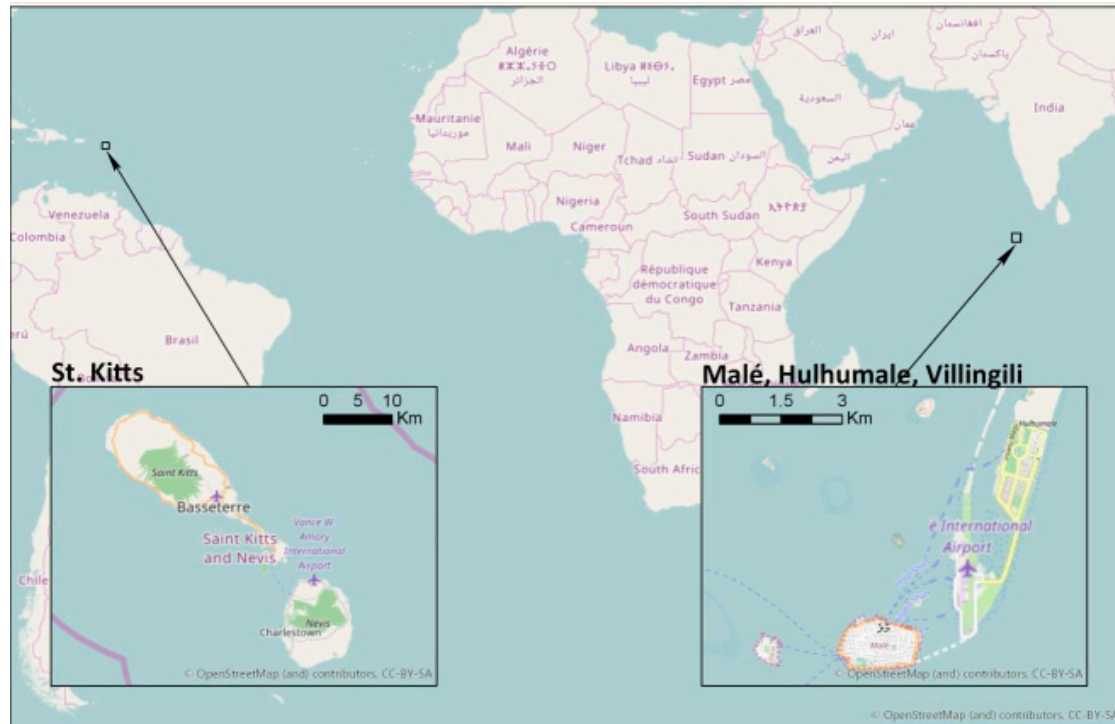 Algérie
ⵍⵣⵣⴰⵢⴻⵔ
الجزائر
Libya ⵍⵉⴱⵢⴰ
ليبيا
Egypt مصر
العراق
ایران
افغانستان
پاکستان
India
السعودية
عمان
اليمن
Mauritanie
موريتانيا
Mali
Niger
Tchad تشاد
Sudan السودان
Nigeria
South Sudan
ኢትዮጵያ
Cameroun
Venezuela
Colombia
République
démocratique
du Congo
Kenya
Tanzania
Brasil
Angola
Zambia
Namibia
South Afric
Chile
St. Kitts
0 5 10
Km
Saint Kitts
Basseterre
Saint Kitts
and Nevis
Vance W.
Amory
International
Airport
Nevis
Charlestown
© OpenStreetMap (and) contributors, CC-BY-SA
Malé, Hulhumale, Villingili
0 1.5 3
Km
Hulhumale
é International
Airport
Malé
© OpenStreetMap (and) contributors, CC-BY-SA
© OpenStreetMap (and) contributors, CC-BY-SA